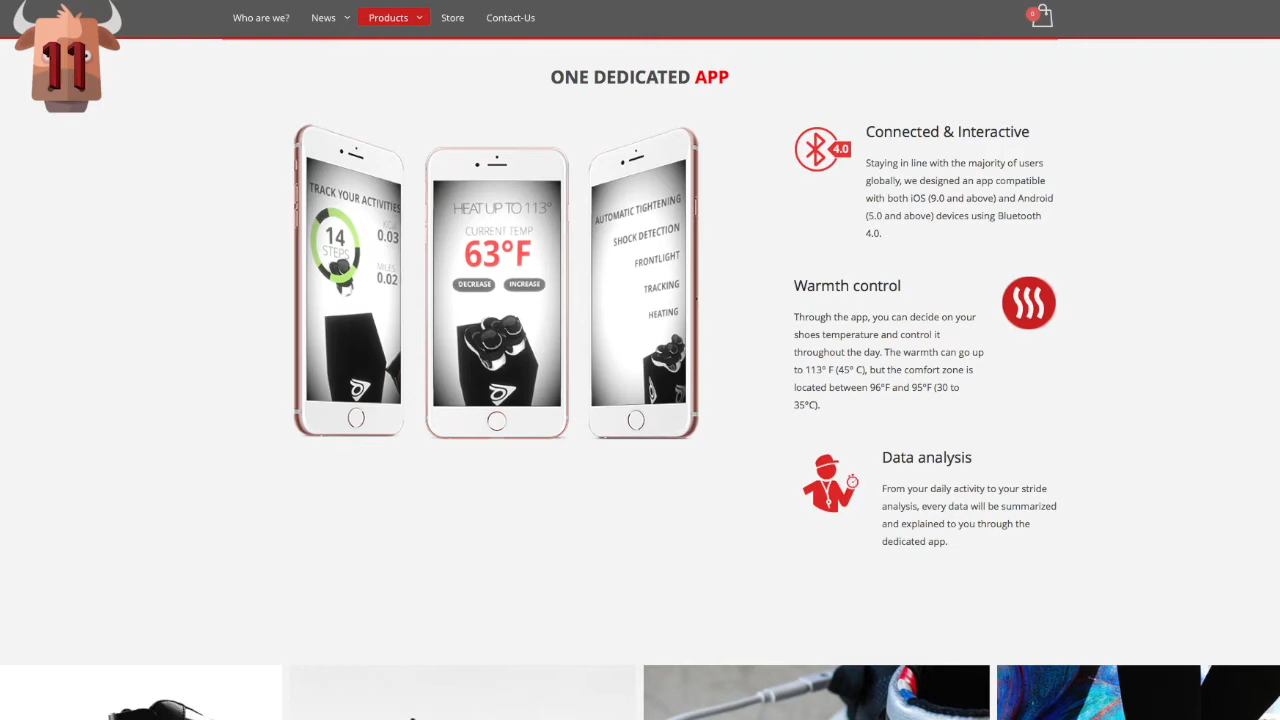 Who are we?
News
Products
Store
Contact-Us
0
11
ONE DEDICATED APP
TRACK YOUR ACTIVITIES
14
STEPS
0.03
MILES
0.02
HEAT UP TO 113°
CURRENT TEMP
63°F
DECREASE
INCREASE
AUTOMATIC TIGHTENING
SHOCK DETECTION
FRONTLIGHT
TRACKING
HEATING
4.0
Connected & Interactive
Staying in line with the majority of users
globally, we designed an app compatible
with both iOS (9.0 and above) and Android
(5.0 and above) devices using Bluetooth
4.0.
Warmth control
Through the app, you can decide on your
shoes temperature and control it
throughout the day. The warmth can go up
to 113° F (45° C), but the comfort zone is
located between 96°F and 95°F (30 to
35°C).
Data analysis
From your daily activity to your stride
analysis, every data will be summarized
and explained to you through the
dedicated app.